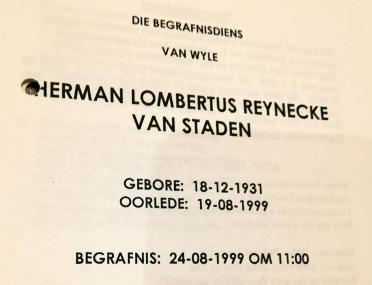 DIE BEGRAFNISDIENS
VAN WYLE
HERMAN LOMBERTUS REYNECKE
VAN STADEN
GEBORE: 18-12-1931
OORLEDE: 19-08-1999
BEGRAFNIS: 24-08-1999 OM 11:00